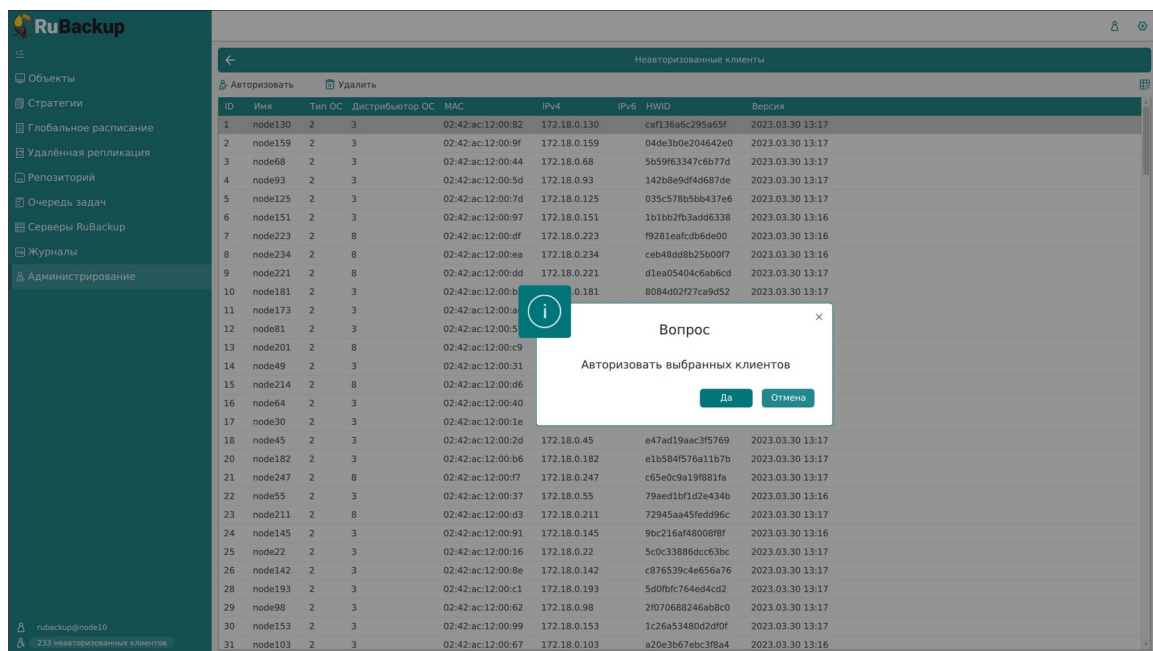 RuBackup
Объекты
Стратегии
Глобальное расписание
Удалённая репликация
Репозиторий
Очередь задач
Серверы RuBackup
Журналы
Администрирование
rubackup@node10
233 неавторизованных клиентов
Неавторизованные клиенты
Авторизовать Удалить
ID Имя Тип ОС Дистрибьютор ОС MAC IPv4 IPv6 HWID Версия
1 node130 2 3 02:42:ac:12:00:82 172.18.0.130 caf136a6c295a65f 2023.03.30 13:17
2 node159 2 3 02:42:ac:12:00:9f 172.18.0.159 04de3b0e204642e0 2023.03.30 13:17
3 node68 2 3 02:42:ac:12:00:44 172.18.0.68 5b59f63347c6b77d 2023.03.30 13:17
4 node93 2 3 02:42:ac:12:00:5d 172.18.0.93 142b8e9df4d687de 2023.03.30 13:17
5 node125 2 3 02:42:ac:12:00:7d 172.18.0.125 035c578b5bb437e6 2023.03.30 13:17
6 node151 2 3 02:42:ac:12:00:97 172.18.0.151 1b1bb2fb3add6338 2023.03.30 13:16
7 node223 2 8 02:42:ac:12:00:df 172.18.0.223 f9281eafcdb6de00 2023.03.30 13:16
8 node234 2 8 02:42:ac:12:00:ea 172.18.0.234 ceb48dd8b25b00f7 2023.03.30 13:16
9 node221 2 8 02:42:ac:12:00:dd 172.18.0.221 d1ea05404c6ab6cd 2023.03.30 13:17
10 node181 2 3 02:42:ac:12:00:b .0.181 8084d02f27ca9d52 2023.03.30 13:17
11 node173 2 3 02:42:ac:12:00:a
12 node81 2 3 02:42:ac:12:00:5
13 node201 2 8 02:42:ac:12:00:c9
14 node49 2 3 02:42:ac:12:00:31
15 node214 2 8 02:42:ac:12:00:d6
16 node64 2 3 02:42:ac:12:00:40
17 node30 2 3 02:42:ac:12:00:1e
18 node45 2 3 02:42:ac:12:00:2d 172.18.0.45 e47ad19aac3f5769 2023.03.30 13:17
20 node182 2 3 02:42:ac:12:00:b6 172.18.0.182 e1b584f576a11b7b 2023.03.30 13:17
21 node247 2 8 02:42:ac:12:00:f7 172.18.0.247 c65e0c9a19f881fa 2023.03.30 13:17
22 node55 2 3 02:42:ac:12:00:37 172.18.0.55 79aed1bf1d2e434b 2023.03.30 13:16
23 node211 2 8 02:42:ac:12:00:d3 172.18.0.211 72945aa45fedd96c 2023.03.30 13:17
24 node145 2 3 02:42:ac:12:00:91 172.18.0.145 9bc216af48008f8f 2023.03.30 13:16
25 node22 2 3 02:42:ac:12:00:16 172.18.0.22 5c0c33886dcc63bc 2023.03.30 13:17
26 node142 2 3 02:42:ac:12:00:8e 172.18.0.142 c876539c4e656a76 2023.03.30 13:17
28 node193 2 3 02:42:ac:12:00:c1 172.18.0.193 5d0fbfc764ed4cd2 2023.03.30 13:17
29 node98 2 3 02:42:ac:12:00:62 172.18.0.98 2f070688246ab8c0 2023.03.30 13:17
30 node153 2 3 02:42:ac:12:00:99 172.18.0.153 1c26a53480d2df0f 2023.03.30 13:16
31 node103 2 3 02:42:ac:12:00:67 172.18.0.103 a20e3b67ebc3f8a4 2023.03.30 13:16
Вопрос
Авторизовать выбранных клиентов
Да Отмена